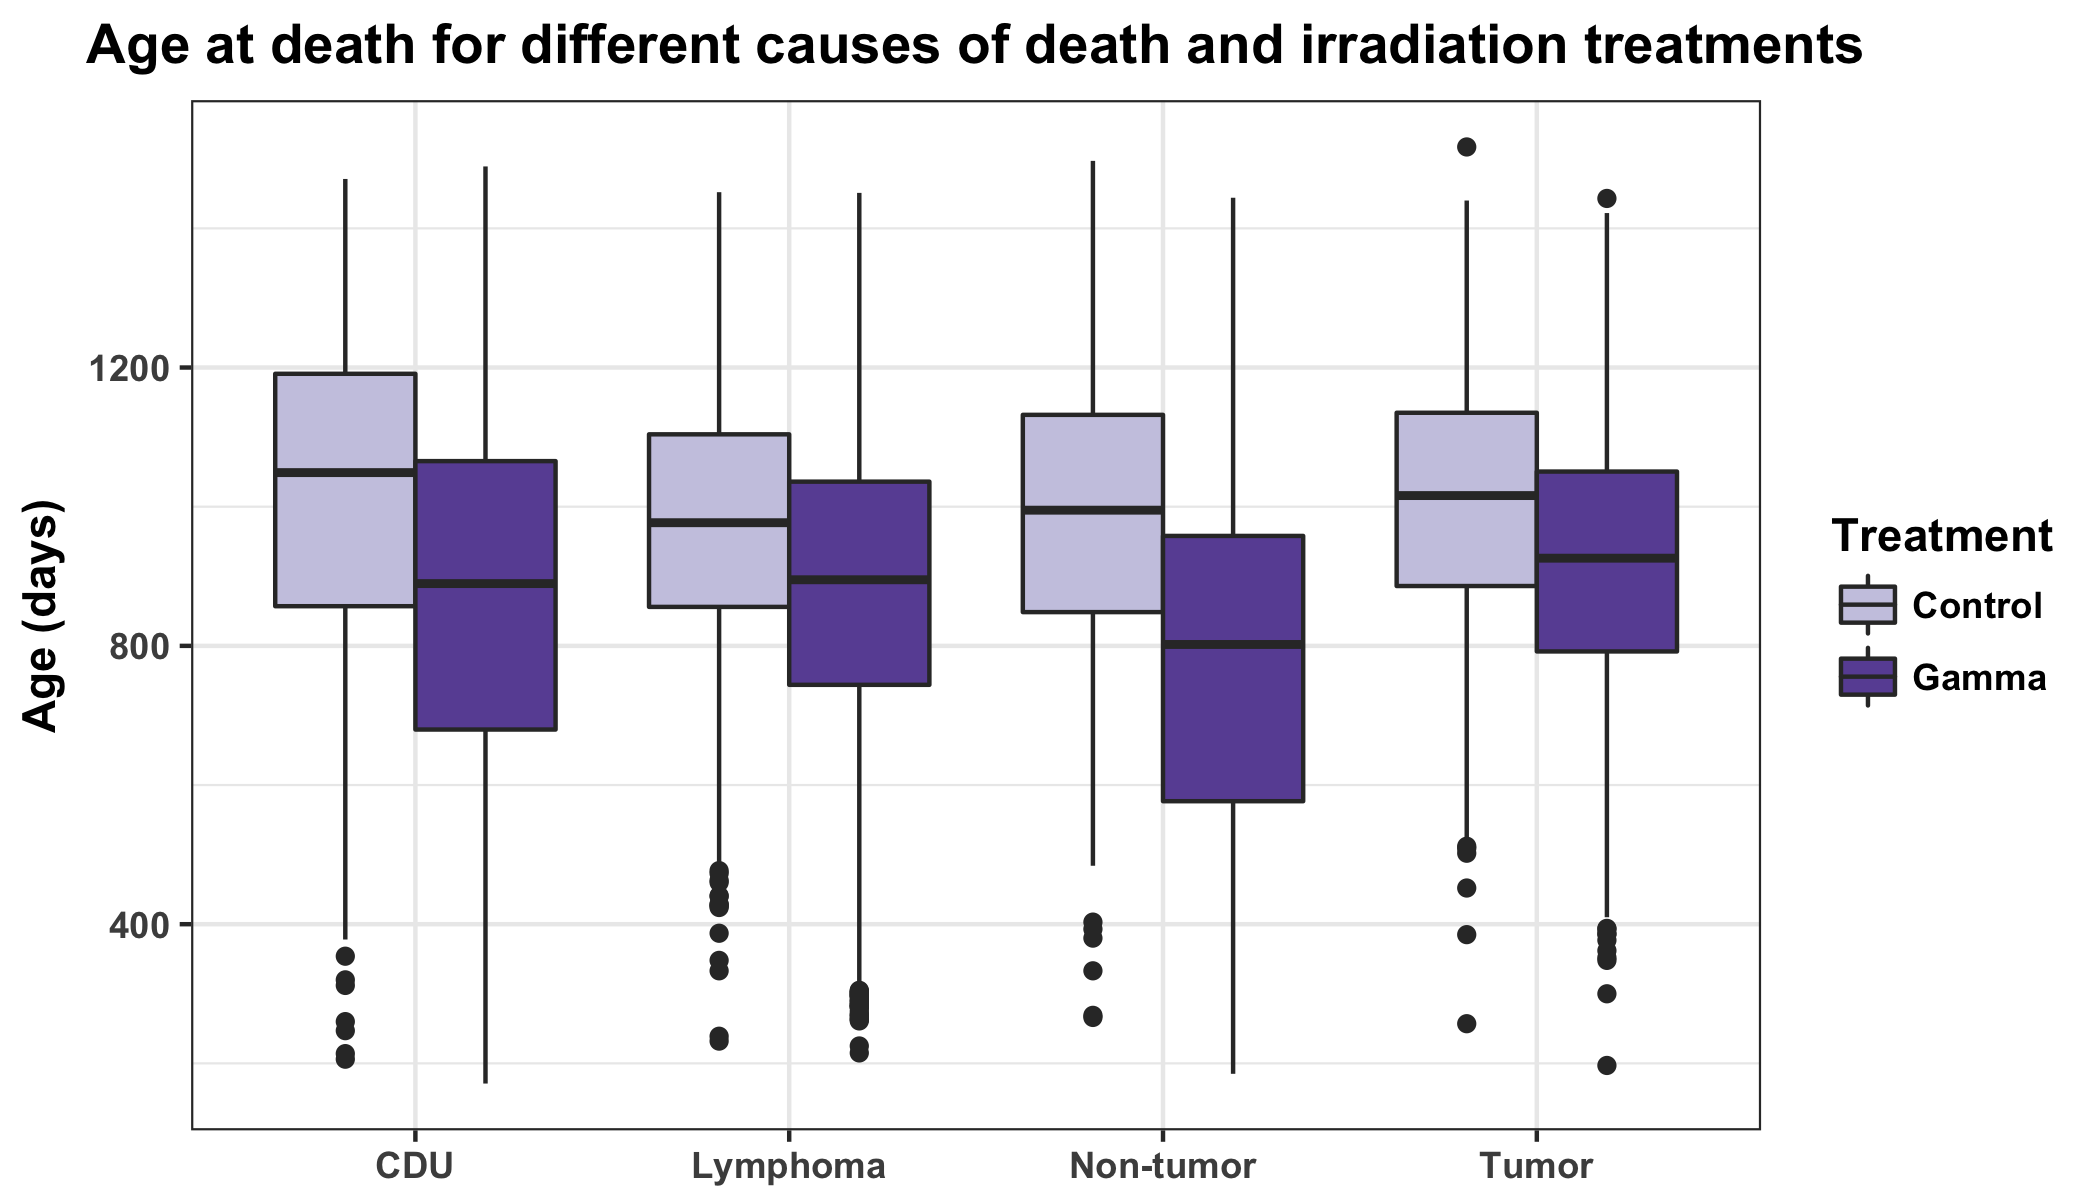 Age at death for different causes of death and irradiation treatments
Age (days)
1200
800
400
CDU
Lymphoma
Non-tumor
Tumor
Treatment
Control
Gamma